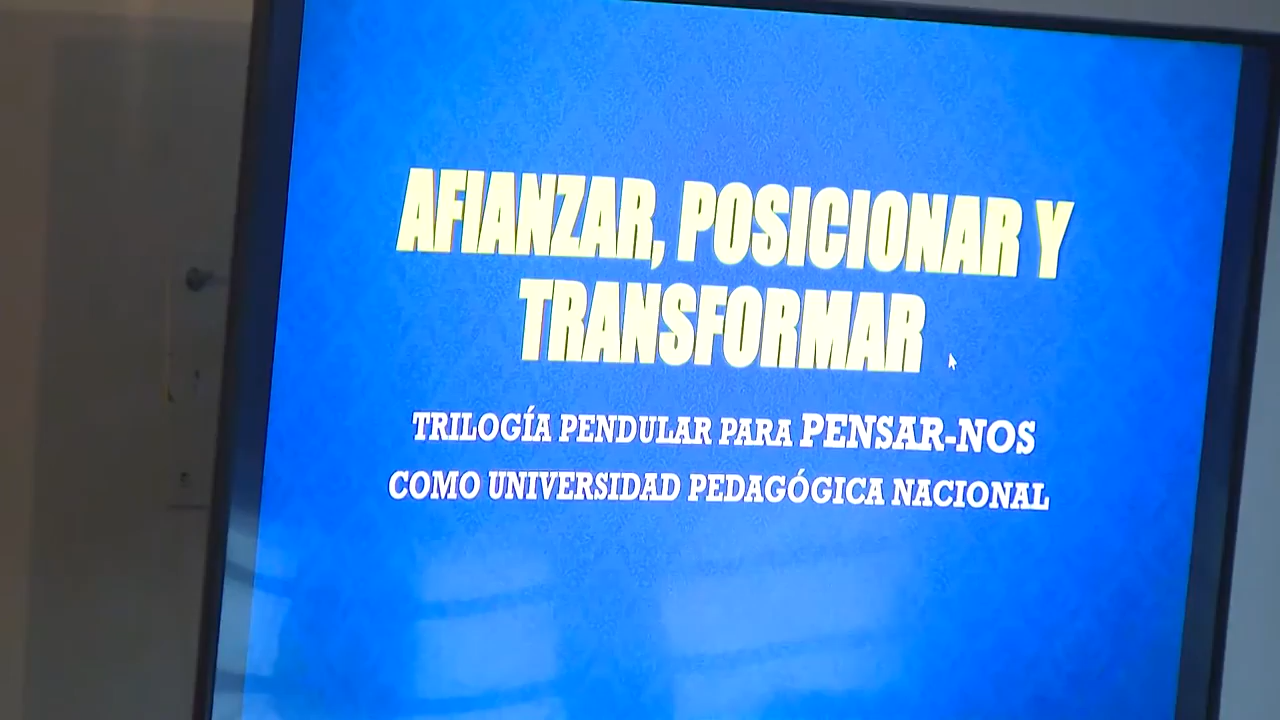 AFIANZAR, POSICIONAR Y
TRANSFORMAR
TRILOGÍA PENDULAR PARA PENSAR-NOS
COMO UNIVERSIDAD PEDAGÓGICA NACIONAL